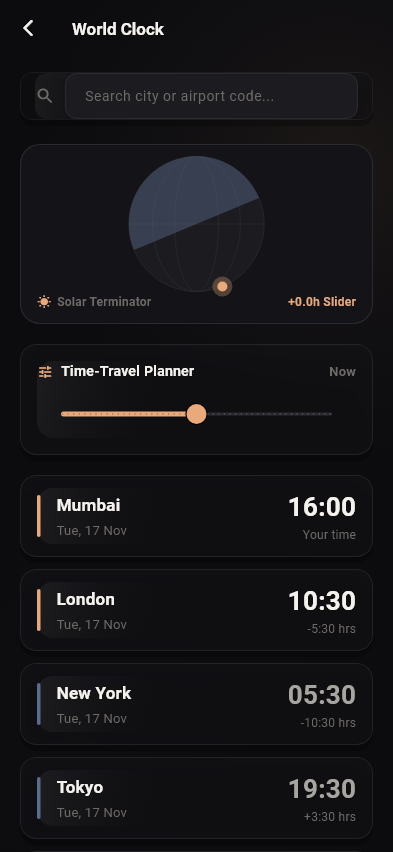 World Clock
Search city or airport code...
Solar Terminator
+0.0h Slider
Time-Travel Planner
Now
Mumbai
16:00
Tue, 17 Nov
Your time
London
10:30
Tue, 17 Nov
-5:30 hrs
New York
05:30
Tue, 17 Nov
-10:30 hrs
Tokyo
19:30
Tue, 17 Nov
+3:30 hrs